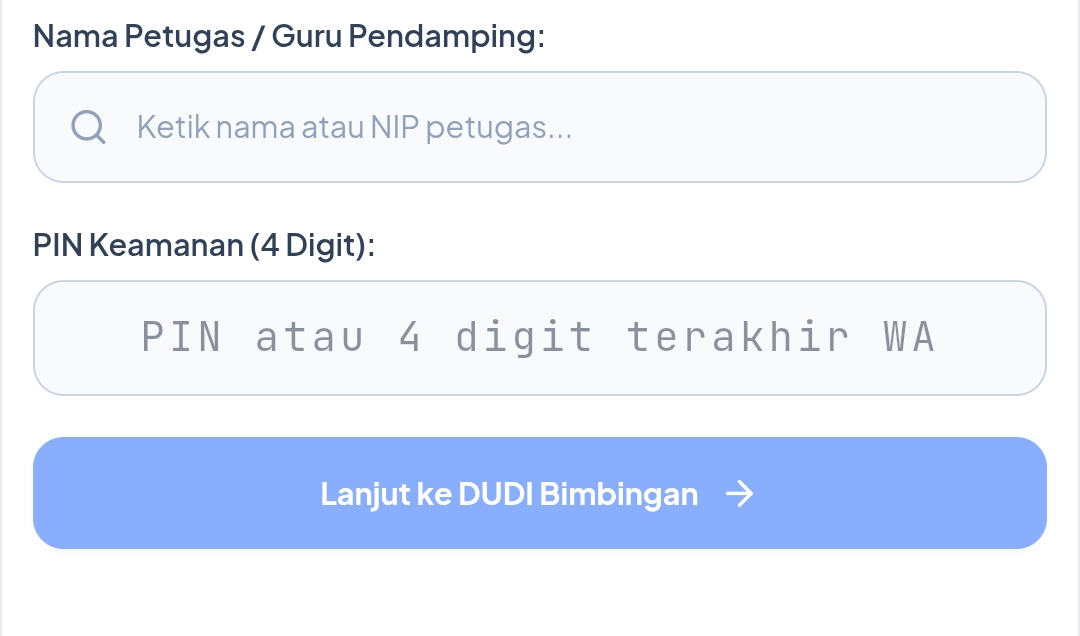 Nama Petugas / Guru Pendamping:
Ketik nama atau NIP petugas...
PIN Keamanan (4 Digit):
PIN atau 4 digit terakhir WA
Lanjut ke DUDI Bimbingan →